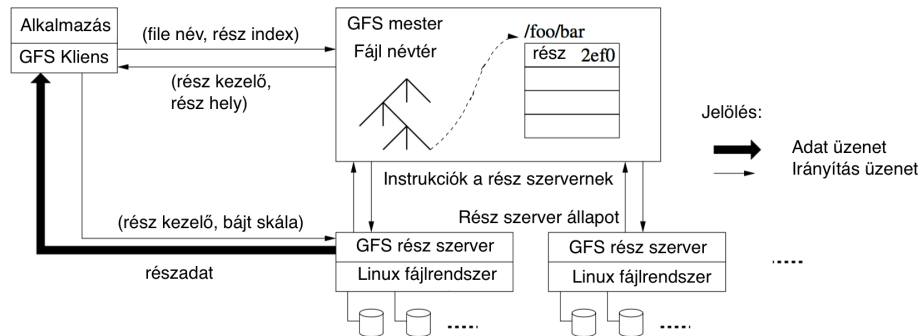 Alkalmazás
GFS Kliens
(file név, rész index)
(rész kezelő,
rész hely)
GFS mester
Fájl névtér
/foo/bar
rész 2ef0
Jelölés:
Adat üzenet
Irányítás üzenet
Instrukciók a rész szervernek
Rész szerver állapot
(rész kezelő, bájt skála)
részadat
GFS rész szerver
Linux fájlrendszer
GFS rész szerver
Linux fájlrendszer